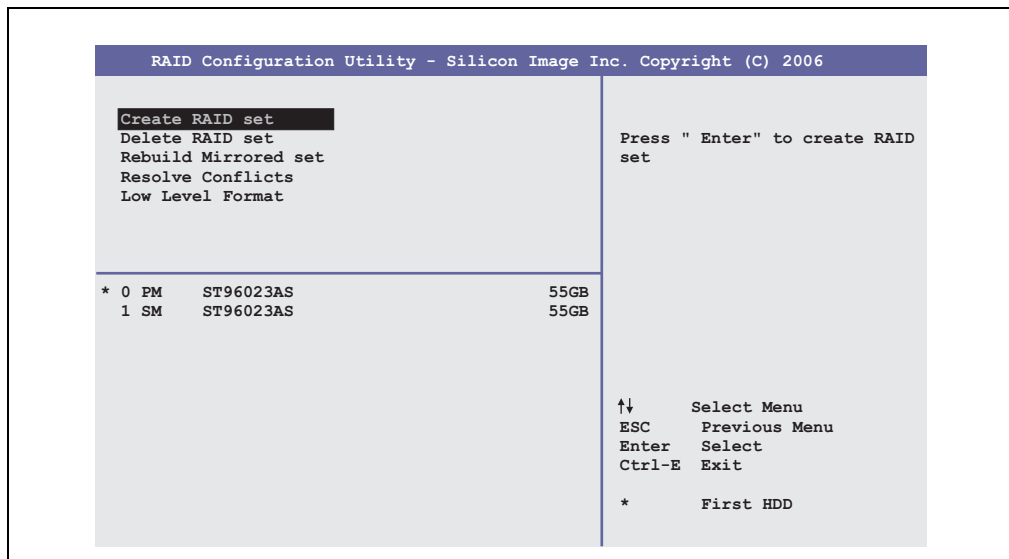 RAID Configuration Utility - Silicon Image Inc. Copyright (C) 2006
Create RAID set
Delete RAID set
Rebuild Mirrored set
Resolve Conflicts
Low Level Format
Press " Enter" to create RAID
set
* 0 PM ST96023AS 55GB
1 SM ST96023AS 55GB
↑↓ Select Menu
ESC Previous Menu
Enter Select
Ctrl-E Exit
* First HDD